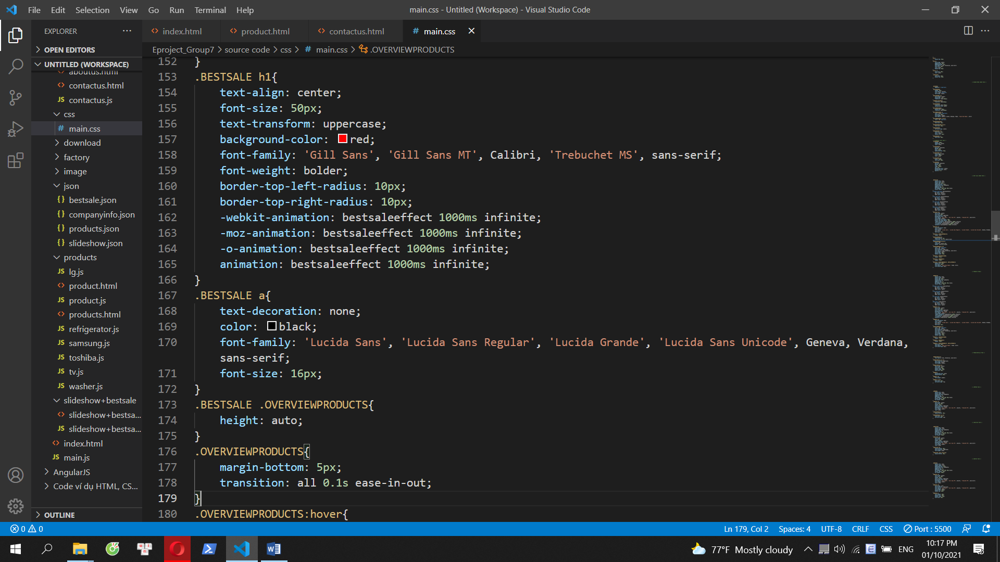 File Edit Selection View Go Run Terminal Help
main.css - Untitled (Workspace) - Visual Studio Code
EXPLORER
index.html
product.html
contactus.html
# main.css
OPEN EDITORS
Eproject_Group7 > source code > css > # main.css > .OVERVIEWPRODUCTS
UNTITLED (WORKSPACE)
aboutus.html
contactus.html
JS contactus.js
css
# main.css
download
factory
image
json
{} bestsale.json
{} companyinfo.json
{} products.json
{} slideshow.json
products
JS lg.js
product.html
JS product.js
products.html
JS refrigerator.js
JS samsung.js
JS toshiba.js
JS tv.js
JS washer.js
slideshow+bestsale
slideshow+bestsa...
JS slideshow+bestsa...
index.html
JS main.js
AngularJS
Code ví dụ HTML, CS...
OUTLINE
152 }
153 .BESTSALE h1{
154 text-align: center;
155 font-size: 50px;
156 text-transform: uppercase;
157 background-color: red;
158 font-family: 'Gill Sans', 'Gill Sans MT', Calibri, 'Trebuchet MS', sans-serif;
159 font-weight: bolder;
160 border-top-left-radius: 10px;
161 border-top-right-radius: 10px;
162 -webkit-animation: bestsaleeffect 1000ms infinite;
163 -moz-animation: bestsaleeffect 1000ms infinite;
164 -o-animation: bestsaleeffect 1000ms infinite;
165 animation: bestsaleeffect 1000ms infinite;
166 }
167 .BESTSALE a{
168 text-decoration: none;
169 color: black;
170 font-family: 'Lucida Sans', 'Lucida Sans Regular', 'Lucida Grande', 'Lucida Sans Unicode', Geneva, Verdana,
sans-serif;
171 font-size: 16px;
172 }
173 .BESTSALE .OVERVIEWPRODUCTS{
174 height: auto;
175 }
176 .OVERVIEWPRODUCTS{
177 margin-bottom: 5px;
178 transition: all 0.1s ease-in-out;
179 }
180 .OVERVIEWPRODUCTS:hover{
0 0
Ln 179, Col 2 Spaces: 4 UTF-8 CRLF CSS Port : 5500
77°F Mostly cloudy
ENG
10:17 PM
01/10/2021